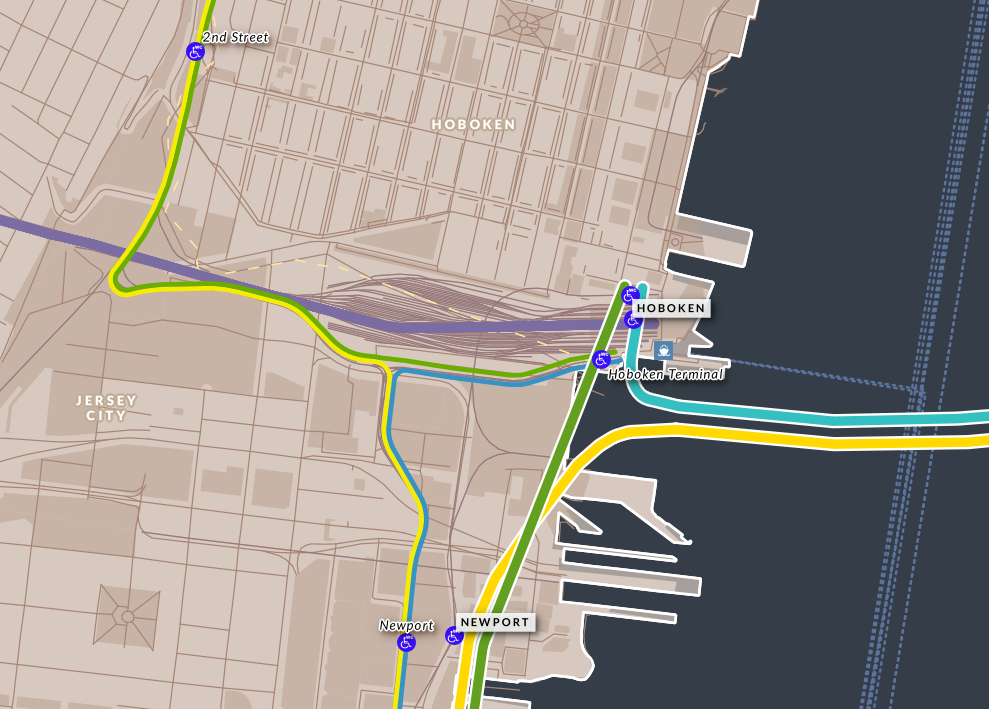 2nd Street
HOBOKEN
HOBOKEN
Hoboken Terminal
JERSEY
CITY
Newport
NEWPORT